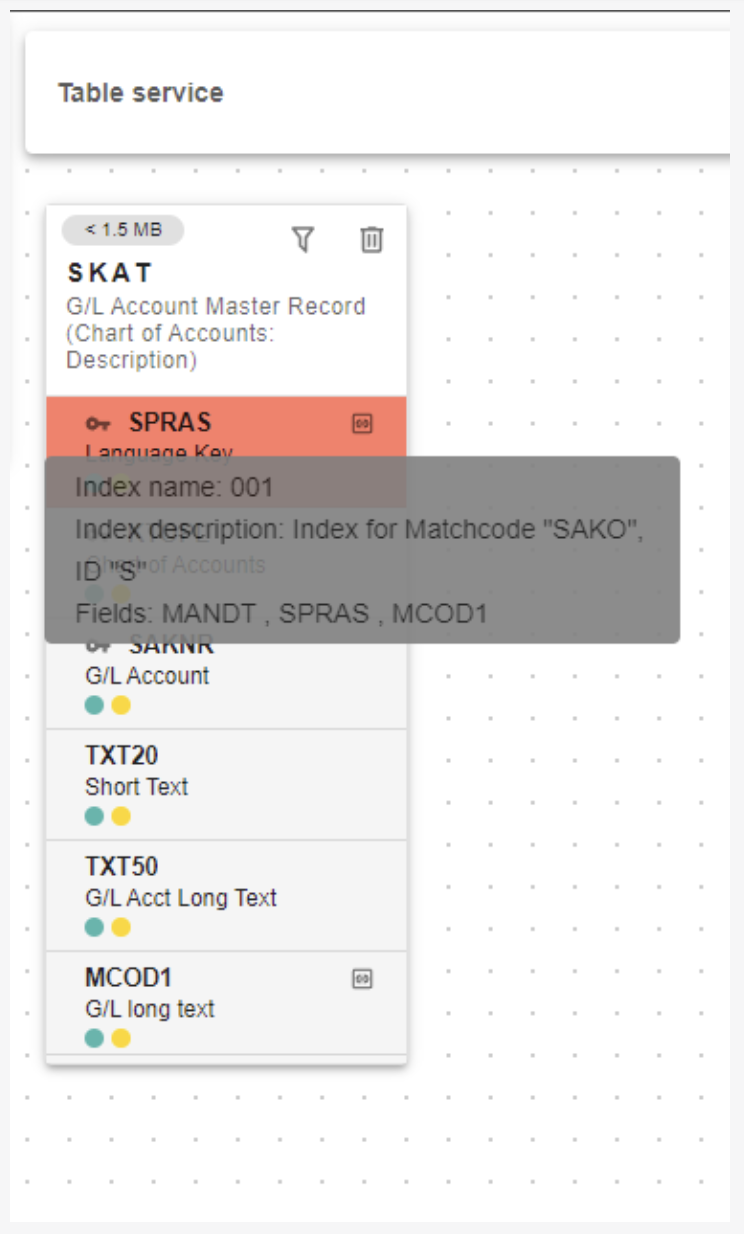 Table service
< 1.5 MB
SKAT
G/L Account Master Record
(Chart of Accounts:
Description)
SPRAS
Language Key
Index name: 001
Index description: Index for Matchcode "SAKO",
ID "S"
of Accounts
Fields: MANDT , SPRAS , MCOD1
SAKNR
G/L Account
TXT20
Short Text
TXT50
G/L Acct Long Text
MCOD1
G/L long text